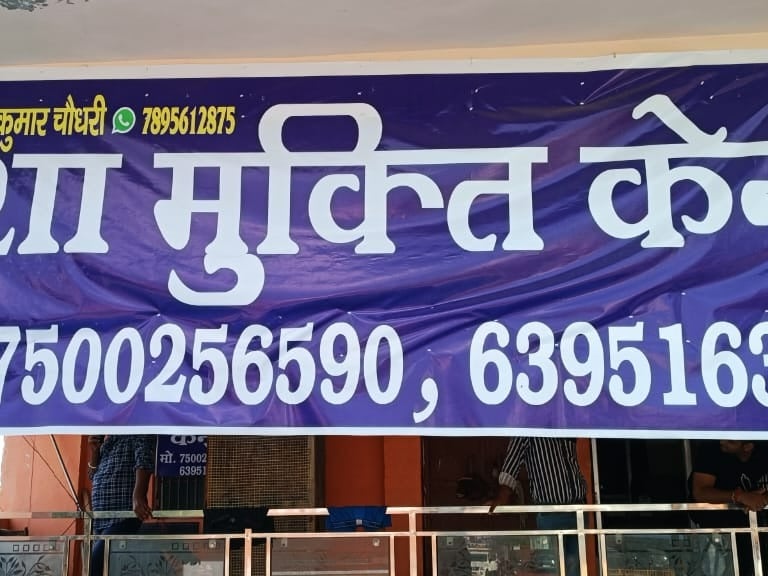 कुमार चौधरी 7895612875
शा मुक्ति के
7500256590, 6395163
के
मो. 75002
63951